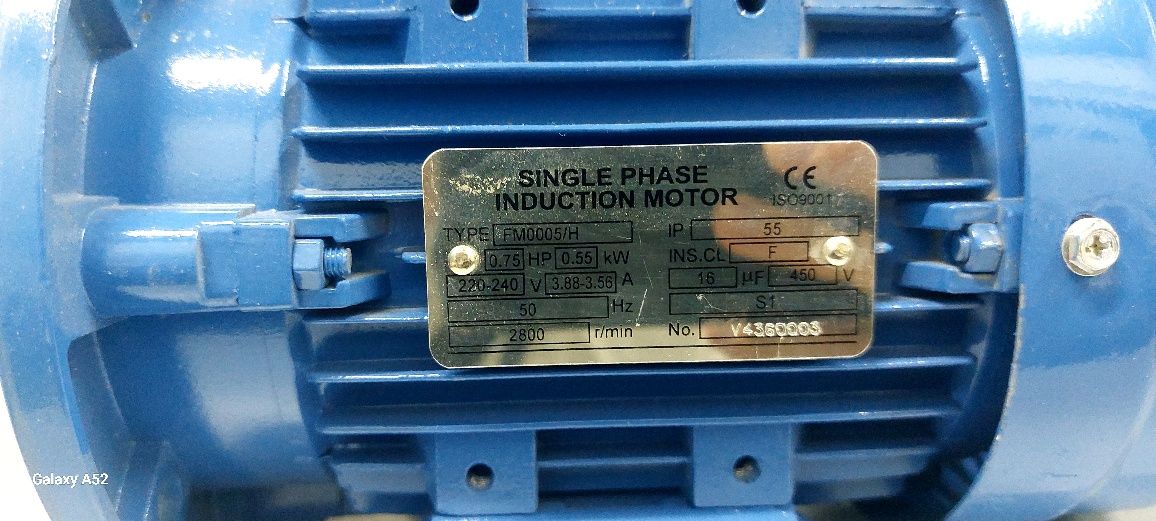 SINGLE PHASE
INDUCTION MOTOR
CE
ISO9001
TYPE FM0005/H IP 55
0.75 HP 0.55 kW INS.CL F
220-240 V 3.88-3.56 A 16 μF 450 V
50 Hz S1
2800 r/min No. V4360003
Galaxy A52